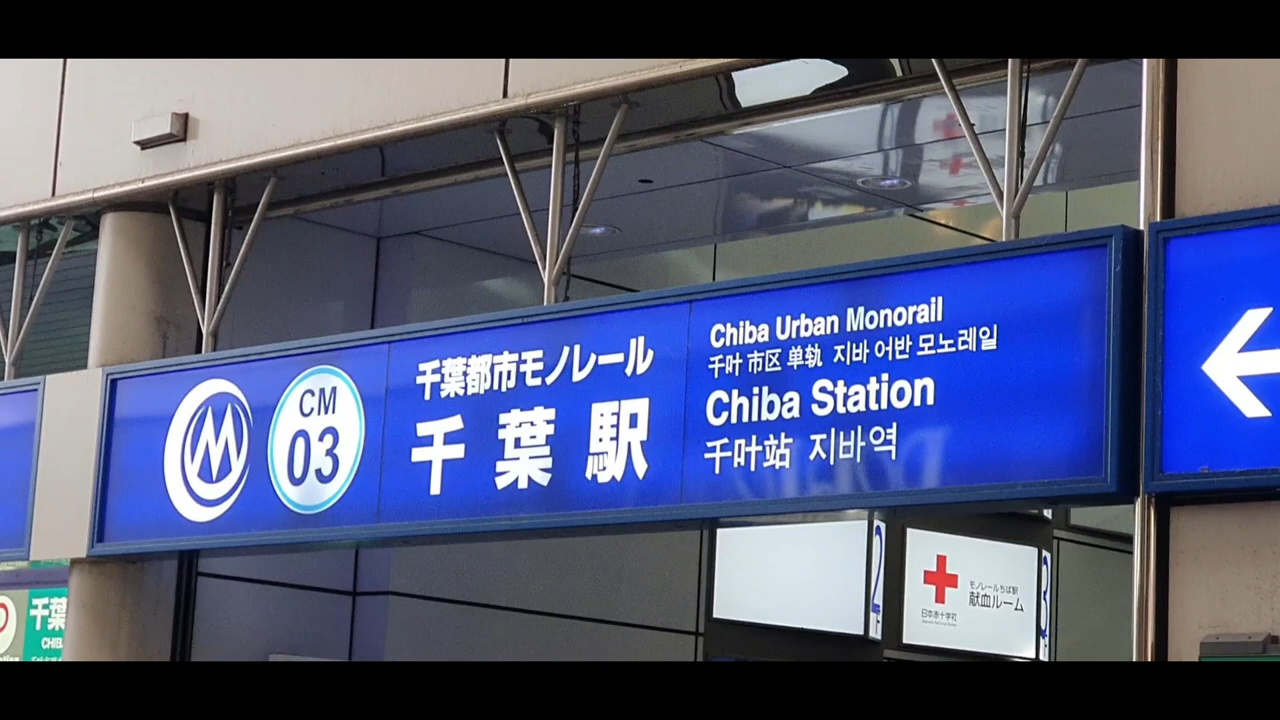 CM
03
千葉都市モノレール
千葉駅
Chiba Urban Monorail
千叶 市区 单轨 지바 어반 모노레일
Chiba Station
千叶站 지바역
2
3
モノレールちば駅
献血ルーム
日本赤十字社
千葉
CHIB